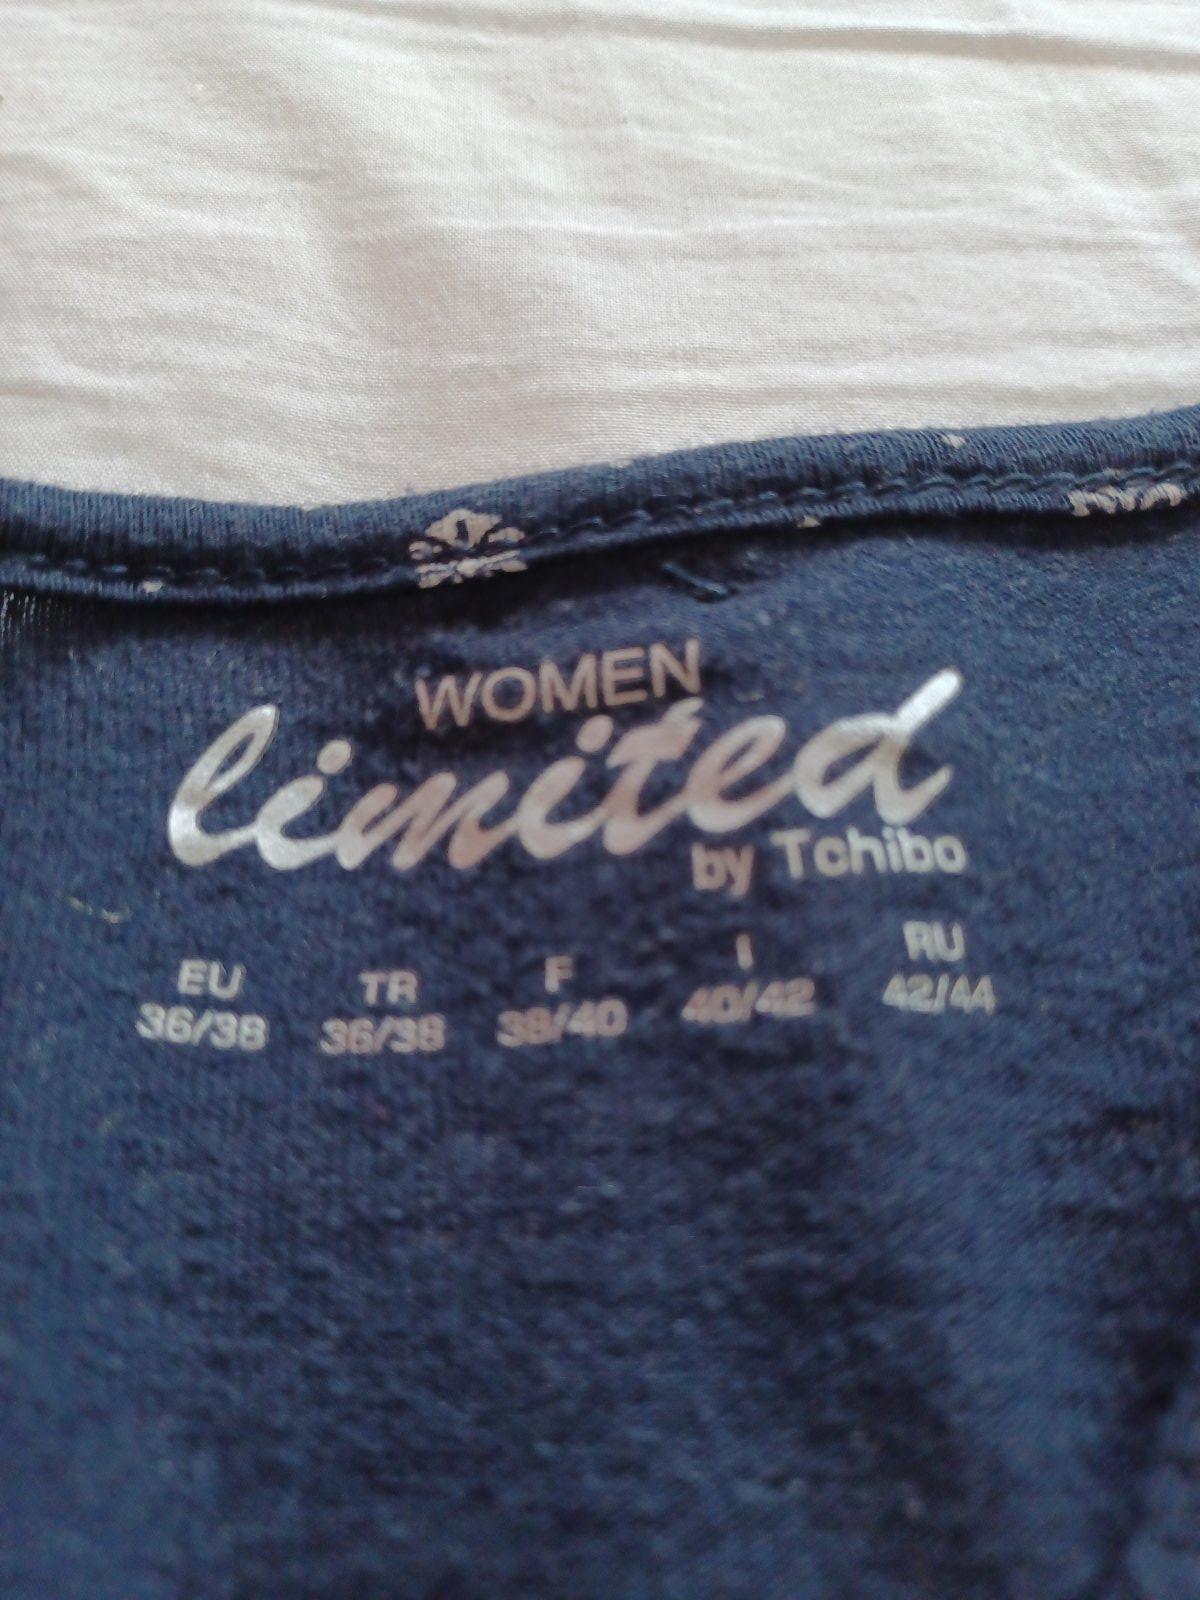 WOMEN
limited
by Tchibo
EU TR F I RU
36/38 36/38 38/40 40/42 42/44